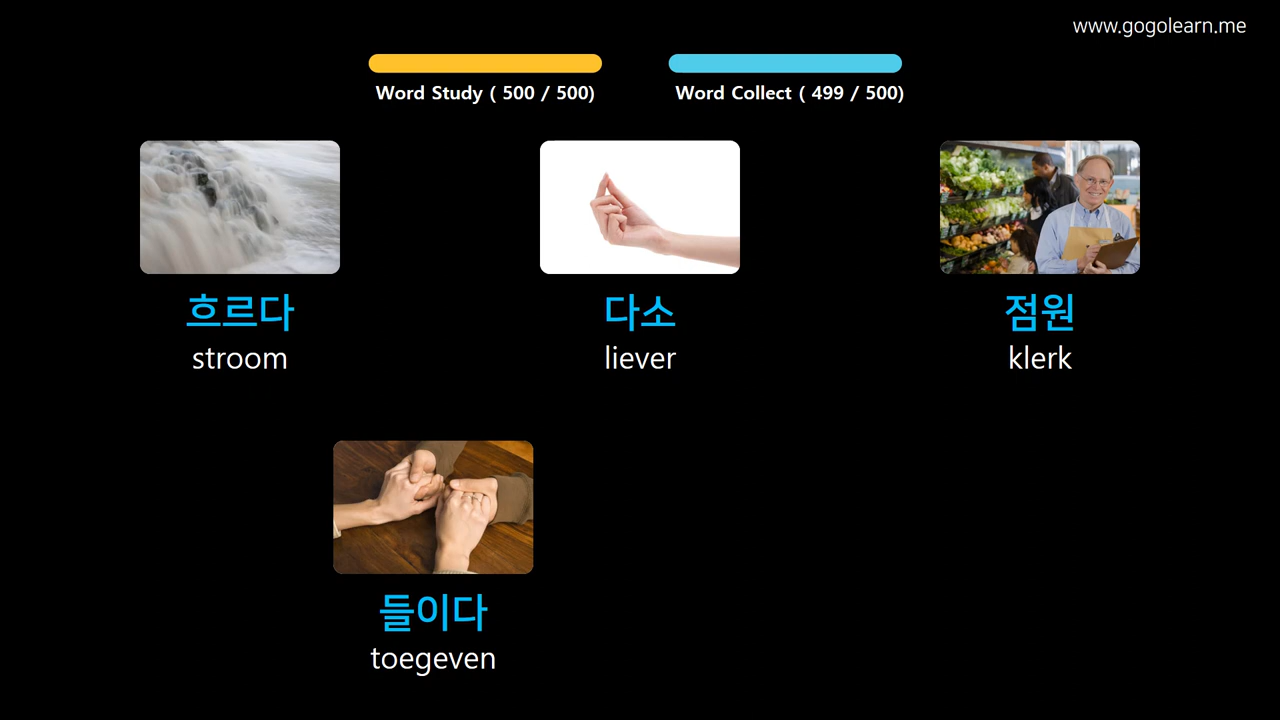 www.gogolearn.me
Word Study ( 500 / 500)
Word Collect ( 499 / 500)
흐르다
stroom
다소
liever
점원
klerk
들이다
toegeven